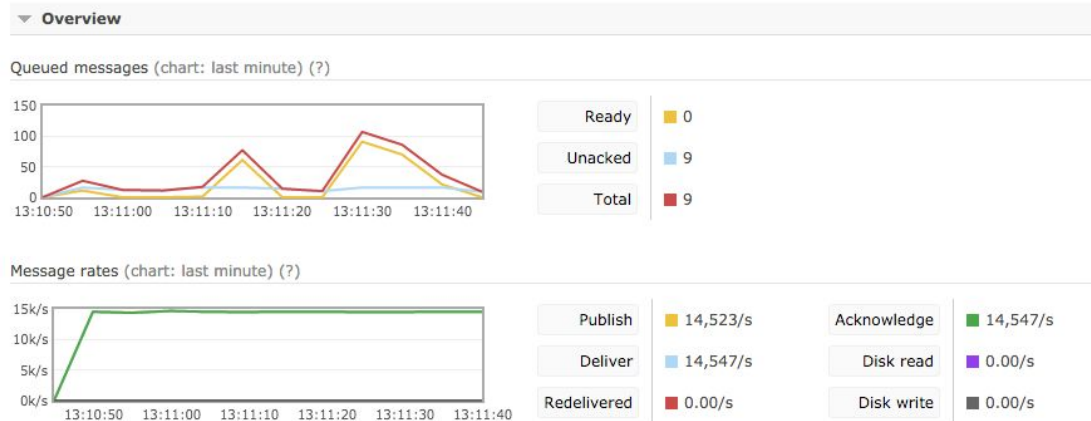 Overview
Queued messages (chart: last minute) (?)
150
100
50
0
13:10:50 13:11:00 13:11:10 13:11:20 13:11:30 13:11:40
Ready 0
Unacked 9
Total 9
Message rates (chart: last minute) (?)
15k/s
10k/s
5k/s
0k/s
13:10:50 13:11:00 13:11:10 13:11:20 13:11:30 13:11:40
Publish 14,523/s Acknowledge 14,547/s
Deliver 14,547/s Disk read 0.00/s
Redelivered 0.00/s Disk write 0.00/s